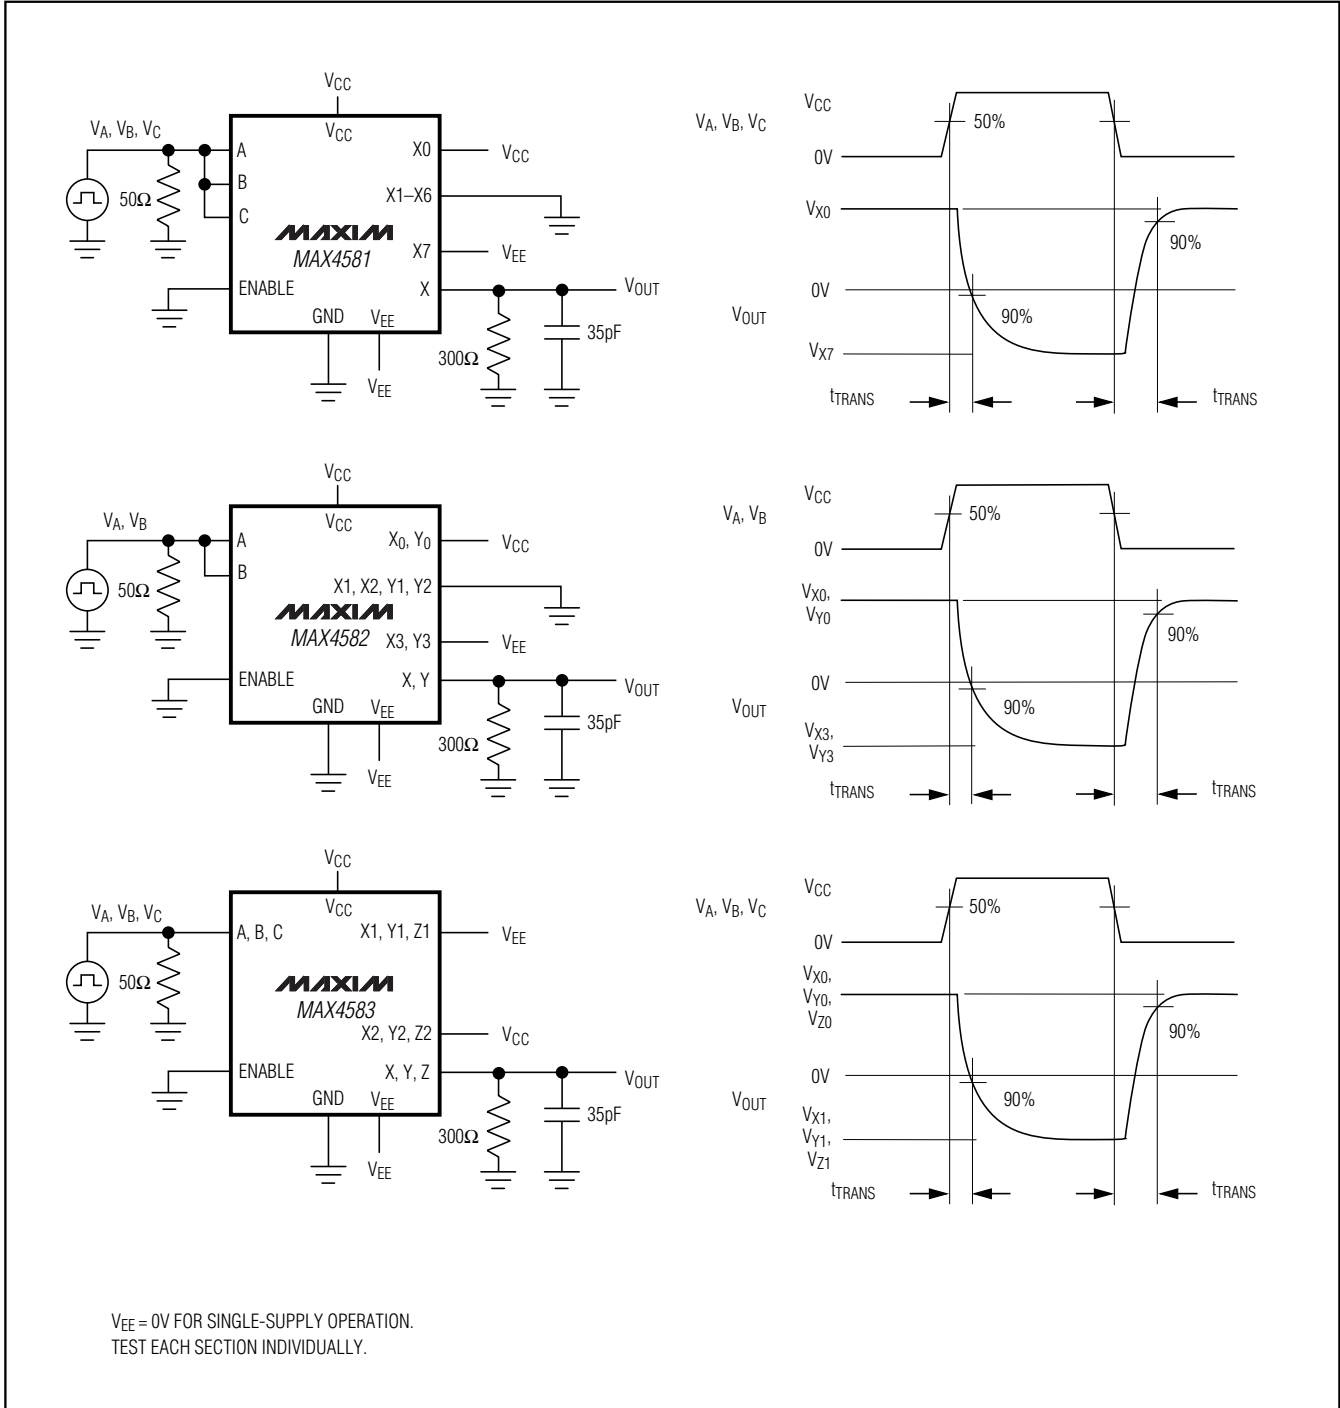 VCC
VA, VB, VC
VCC
A
X0
VCC
50Ω
B
X1–X6
C
MAXIM
MAX4581
X7
VEE
ENABLE
X
VOUT
GND
VEE
300Ω
35pF
VEE
VA, VB, VC
VCC
50%
0V
VX0
90%
0V
VOUT
90%
VX7
tTRANS
tTRANS
VCC
VA, VB
VCC
A
X0, Y0
VCC
50Ω
B
X1, X2, Y1, Y2
MAXIM
MAX4582
X3, Y3
VEE
ENABLE
X, Y
VOUT
GND
VEE
300Ω
35pF
VEE
VA, VB
VCC
50%
0V
VX0,
VY0
90%
0V
VOUT
90%
VX3,
VY3
tTRANS
tTRANS
VCC
VA, VB, VC
VCC
A, B, C
X1, Y1, Z1
VEE
50Ω
MAXIM
MAX4583
X2, Y2, Z2
VCC
ENABLE
X, Y, Z
VOUT
GND
VEE
300Ω
35pF
VEE
VA, VB, VC
VCC
50%
0V
VX0,
VY0,
VZ0
90%
0V
VOUT
90%
VX1,
VY1,
VZ1
tTRANS
tTRANS
VEE = 0V FOR SINGLE-SUPPLY OPERATION.
TEST EACH SECTION INDIVIDUALLY.